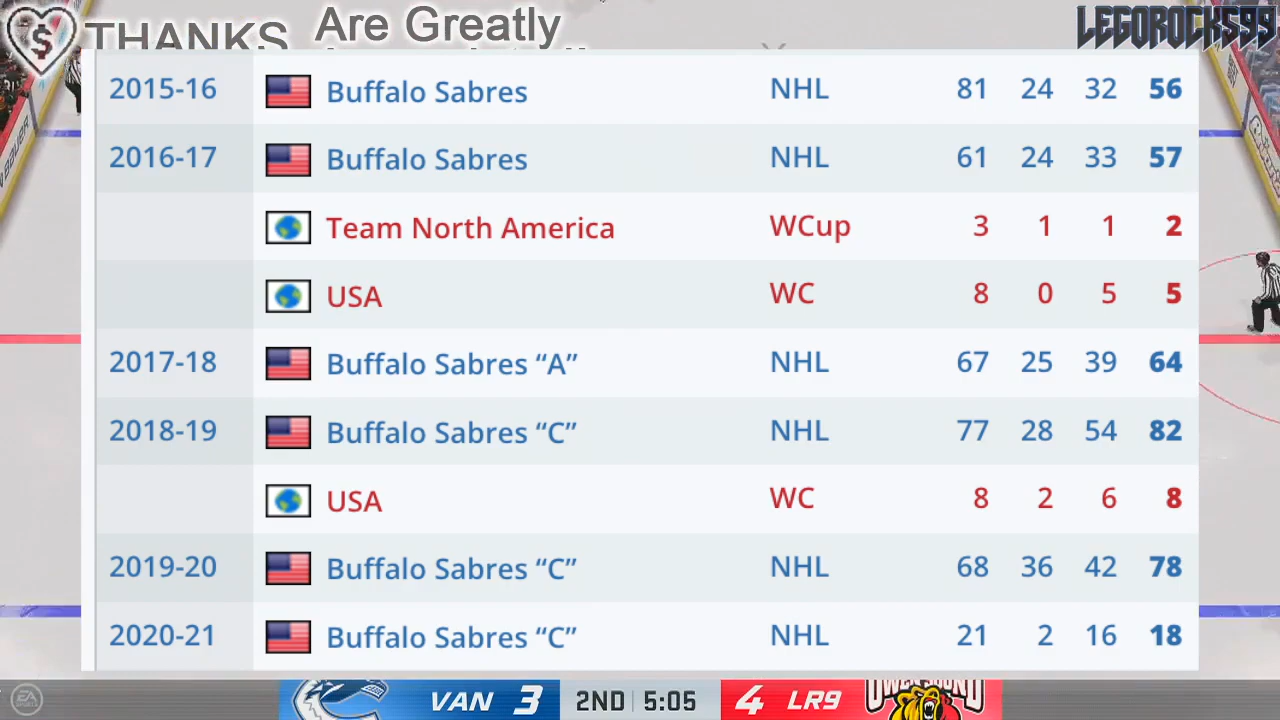 THANKS Are Greatly
LEGOROCKS99
2015-16 Buffalo Sabres NHL 81 24 32 56
2016-17 Buffalo Sabres NHL 61 24 33 57
Team North America WCup 3 1 1 2
USA WC 8 0 5 5
2017-18 Buffalo Sabres “A” NHL 67 25 39 64
2018-19 Buffalo Sabres “C” NHL 77 28 54 82
USA WC 8 2 6 8
2019-20 Buffalo Sabres “C” NHL 68 36 42 78
2020-21 Buffalo Sabres “C” NHL 21 2 16 18
VAN 3 2ND 5:05 4 LR9